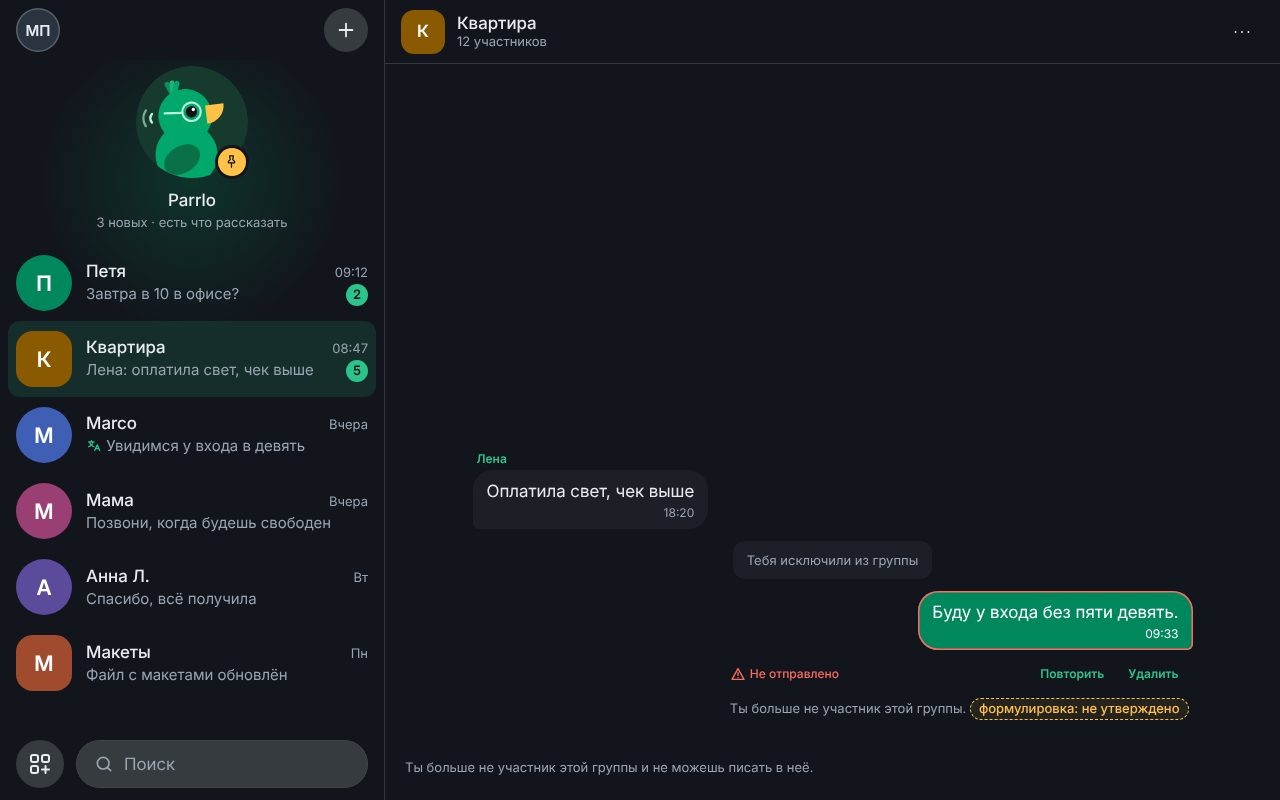 МП
Parrlo
3 новых · есть что рассказать
П
Петя
09:12
Завтра в 10 в офисе?
2
К
Квартира
08:47
Лена: оплатила свет, чек выше
5
M
Marco
Вчера
Увидимся у входа в девять
М
Мама
Вчера
Позвони, когда будешь свободен
А
Анна Л.
Вт
Спасибо, всё получила
М
Макеты
Пн
Файл с макетами обновлён
Поиск
К
Квартира
12 участников
Лена
Оплатила свет, чек выше
18:20
Тебя исключили из группы
Буду у входа без пяти девять.
09:33
Не отправлено
Повторить
Удалить
Ты больше не участник этой группы. формулировка: не утверждено
Ты больше не участник этой группы и не можешь писать в неё.